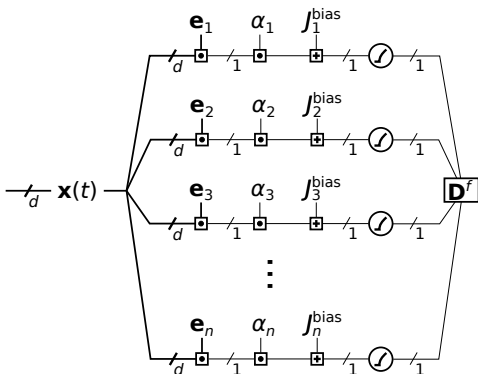 e₁ α₁ J₁ᵇⁱᵃˢ
d 1 1 1
e₂ α₂ J₂ᵇⁱᵃˢ
d 1 1 1
d x(t) Dᶠ
e₃ α₃ J₃ᵇⁱᵃˢ
d 1 1 1
eₙ αₙ Jₙᵇⁱᵃˢ
d 1 1 1